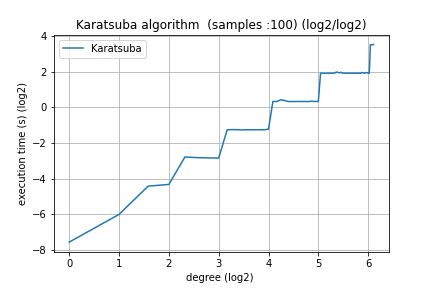 Karatsuba algorithm (samples :100) (log2/log2)
Karatsuba
execution time (s) (log2)
4
2
0
−2
−4
−6
−8
0 1 2 3 4 5 6
degree (log2)